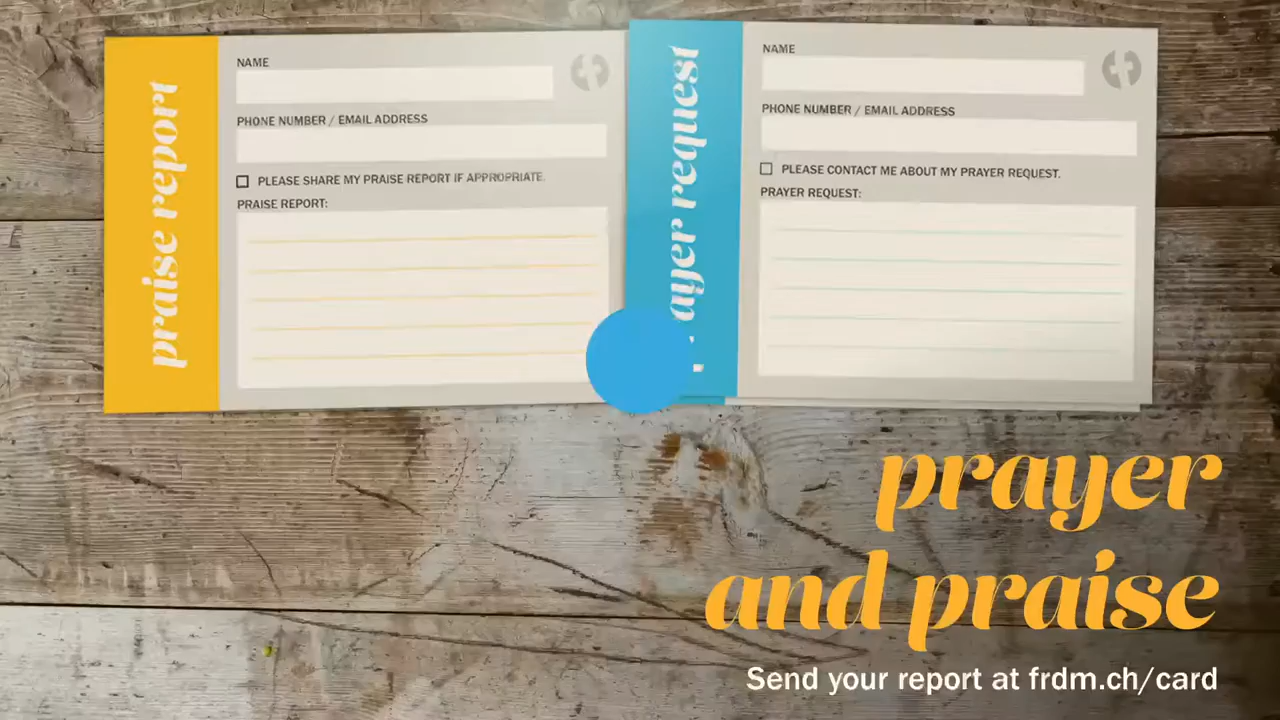 praise report
NAME
PHONE NUMBER / EMAIL ADDRESS
PLEASE SHARE MY PRAISE REPORT IF APPROPRIATE.
PRAISE REPORT:
prayer request
NAME
PHONE NUMBER / EMAIL ADDRESS
PLEASE CONTACT ME ABOUT MY PRAYER REQUEST.
PRAYER REQUEST:
prayer
and praise
Send your report at frdm.ch/card